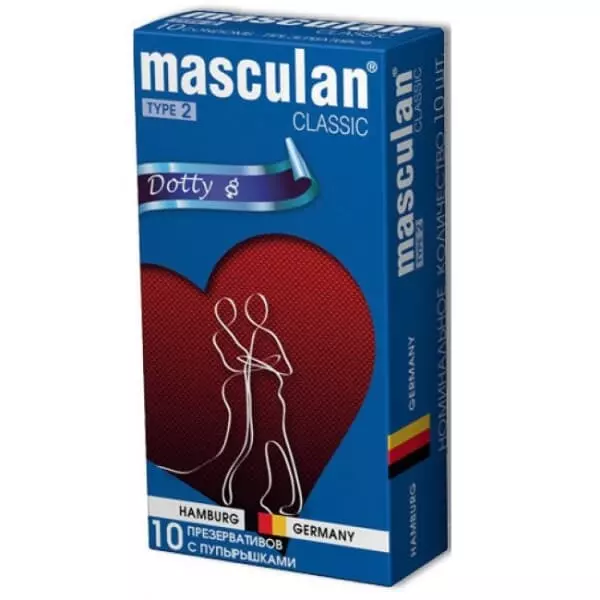 masculan®
CLASSIC
TYPE 2
Dotty
HAMBURG GERMANY
10 ПРЕЗЕРВАТИВОВ
С ПУПЫРЫШКАМИ
masculan®
CLASSIC
TYPE 2
HAMBURG GERMANY
НОМИНАЛЬНОЕ КОЛИЧЕСТВО 10 ШТ.